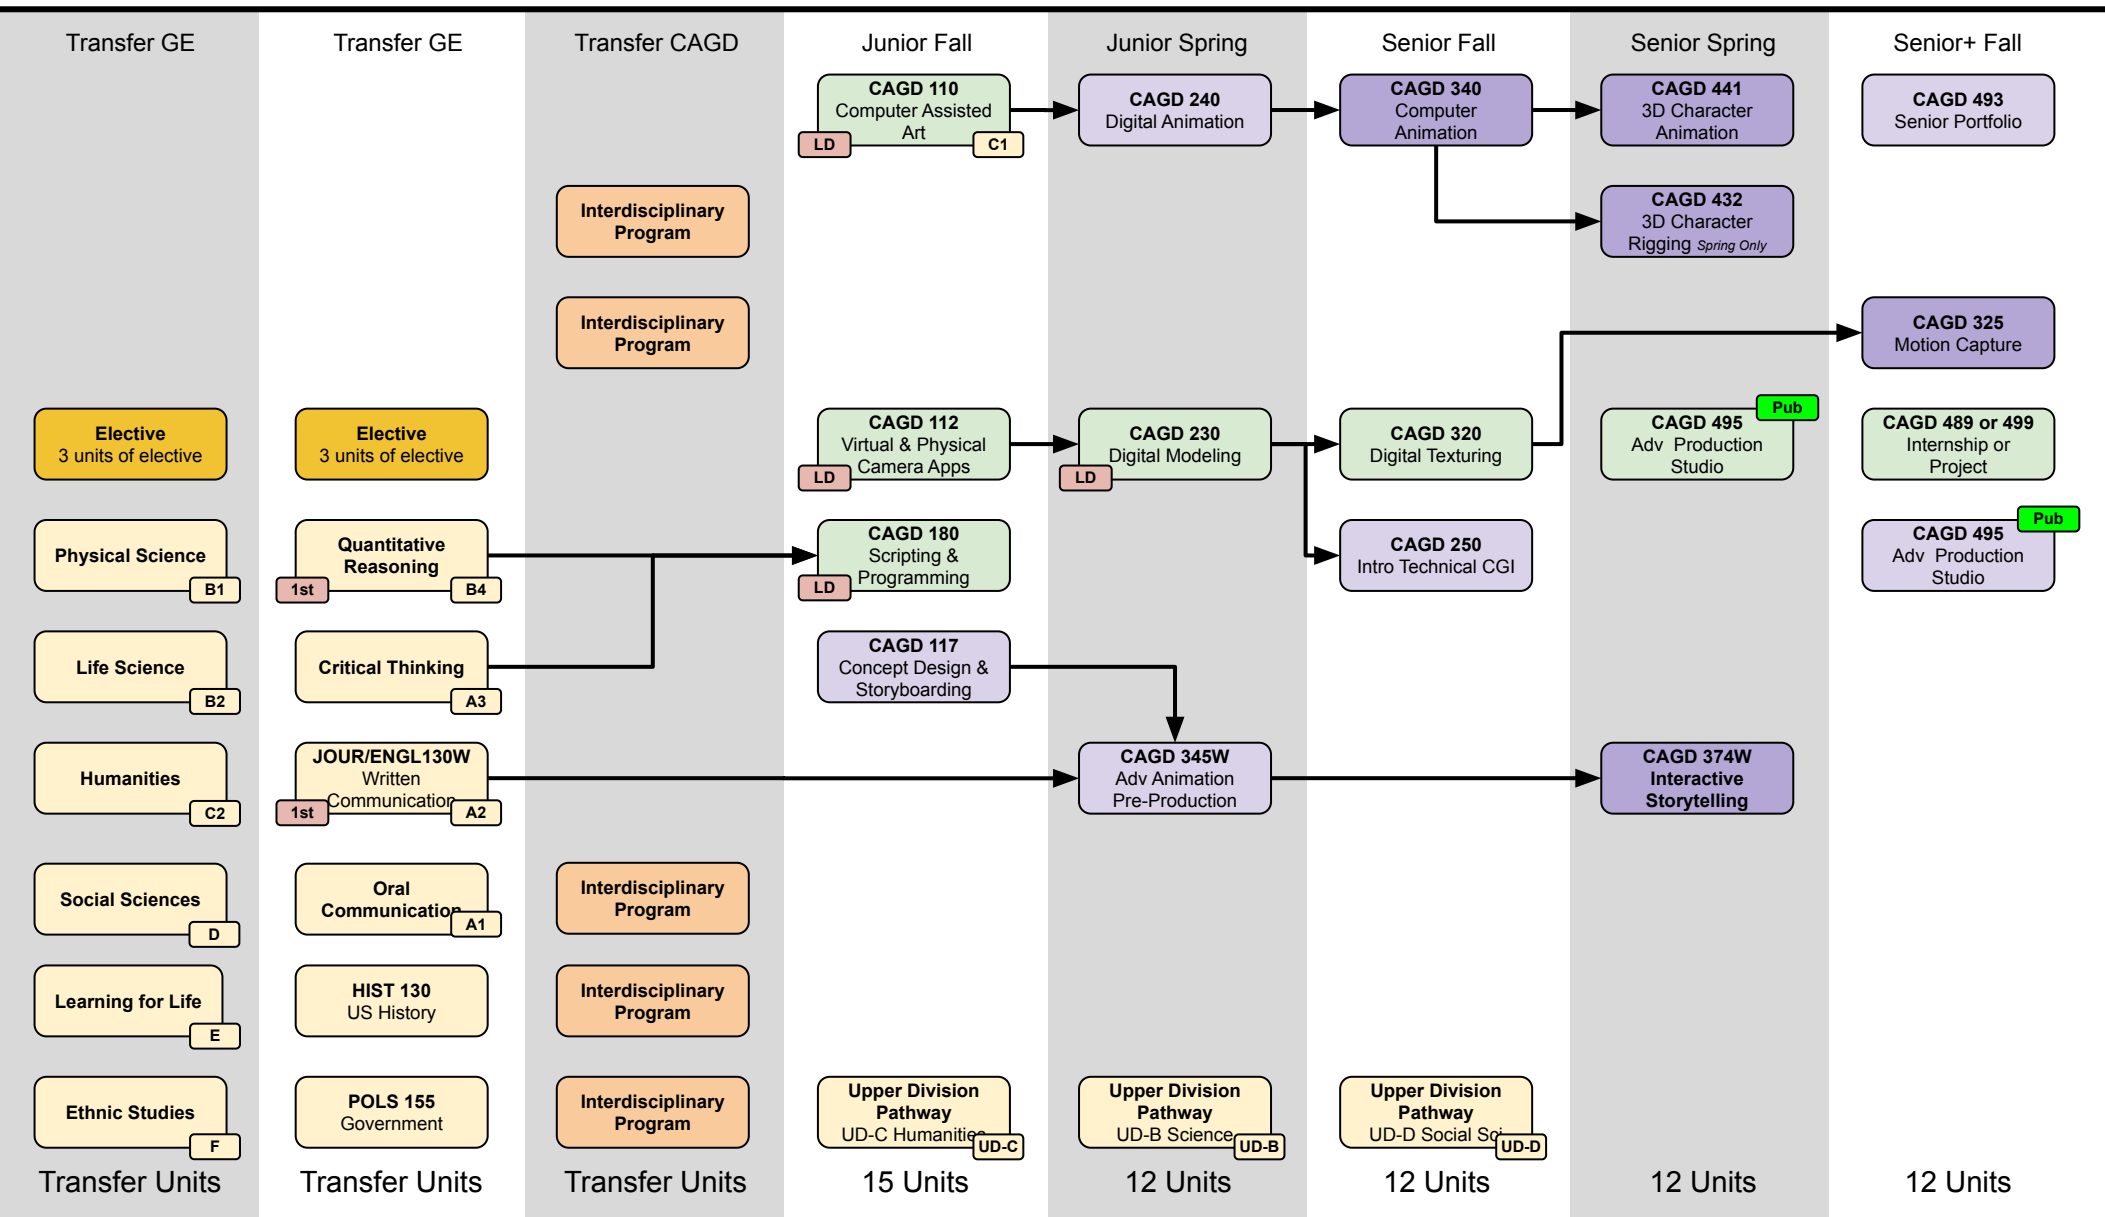 Transfer GE
Transfer GE
Transfer CAGD
Junior Fall
Junior Spring
Senior Fall
Senior Spring
Senior+ Fall
CAGD 110
Computer Assisted
Art
LD
C1
CAGD 240
Digital Animation
CAGD 340
Computer
Animation
CAGD 441
3D Character
Animation
CAGD 493
Senior Portfolio
Interdisciplinary
Program
CAGD 432
3D Character
Rigging Spring Only
Interdisciplinary
Program
CAGD 325
Motion Capture
Elective
3 units of elective
Elective
3 units of elective
CAGD 112
Virtual & Physical
Camera Apps
LD
CAGD 230
Digital Modeling
LD
CAGD 320
Digital Texturing
Pub
CAGD 495
Adv Production
Studio
CAGD 489 or 499
Internship or
Project
Physical Science
B1
Quantitative
Reasoning
1st
B4
CAGD 180
Scripting &
Programming
LD
CAGD 250
Intro Technical CGI
Pub
CAGD 495
Adv Production
Studio
Life Science
B2
Critical Thinking
A3
CAGD 117
Concept Design &
Storyboarding
Humanities
C2
JOUR/ENGL130W
Written
Communication
1st
A2
CAGD 345W
Adv Animation
Pre-Production
CAGD 374W
Interactive
Storytelling
Social Sciences
D
Oral
Communication
A1
Interdisciplinary
Program
Learning for Life
E
HIST 130
US History
Interdisciplinary
Program
Ethnic Studies
F
POLS 155
Government
Interdisciplinary
Program
Upper Division
Pathway
UD-C Humanities
UD-C
Upper Division
Pathway
UD-B Science
UD-B
Upper Division
Pathway
UD-D Social Sci
UD-D
Transfer Units
Transfer Units
Transfer Units
15 Units
12 Units
12 Units
12 Units
12 Units